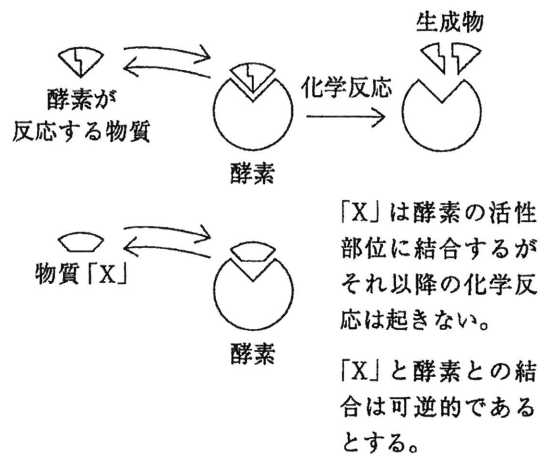 生成物
酵素が
反応する物質
化学反応
酵素
物質「X」
酵素
「X」は酵素の活性
部位に結合するが
それ以降の化学反
応は起きない。
「X」と酵素との結
合は可逆的である
とする。